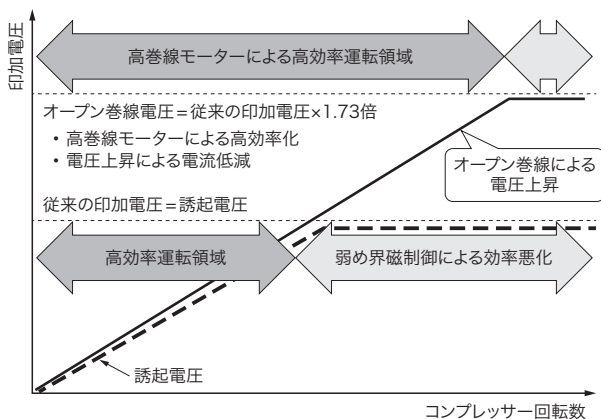 印加電圧
高巻線モーターによる高効率運転領域
オープン巻線電圧＝従来の印加電圧×1.73倍
・高巻線モーターによる高効率化
・電圧上昇による電流低減
オープン巻線による
電圧上昇
従来の印加電圧＝誘起電圧
高効率運転領域
弱め界磁制御による効率悪化
誘起電圧
コンプレッサー回転数